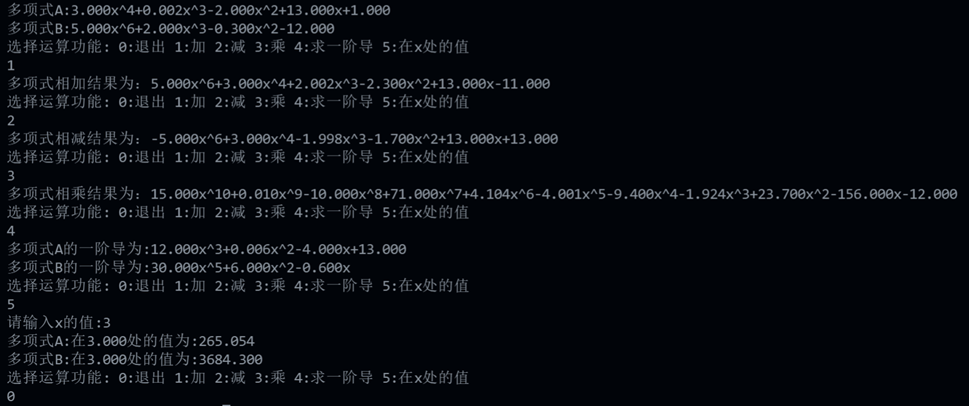 多项式A:3.000x^4+0.002x^3-2.000x^2+13.000x+1.000
多项式B:5.000x^6+2.000x^3-0.300x^2-12.000
选择运算功能: 0:退出 1:加 2:减 3:乘 4:求一阶导 5:在x处的值
1
多项式相加结果为: 5.000x^6+3.000x^4+2.002x^3-2.300x^2+13.000x-11.000
选择运算功能: 0:退出 1:加 2:减 3:乘 4:求一阶导 5:在x处的值
2
多项式相减结果为: -5.000x^6+3.000x^4-1.998x^3-1.700x^2+13.000x+13.000
选择运算功能: 0:退出 1:加 2:减 3:乘 4:求一阶导 5:在x处的值
3
多项式相乘结果为: 15.000x^10+0.010x^9-10.000x^8+71.000x^7+4.104x^6-4.001x^5-9.400x^4-1.924x^3+23.700x^2-156.000x-12.000
选择运算功能: 0:退出 1:加 2:减 3:乘 4:求一阶导 5:在x处的值
4
多项式A的一阶导为:12.000x^3+0.006x^2-4.000x+13.000
多项式B的一阶导为:30.000x^5+6.000x^2-0.600x
选择运算功能: 0:退出 1:加 2:减 3:乘 4:求一阶导 5:在x处的值
5
请输入x的值:3
多项式A:在3.000处的值为:265.054
多项式B:在3.000处的值为:3684.300
选择运算功能: 0:退出 1:加 2:减 3:乘 4:求一阶导 5:在x处的值
0